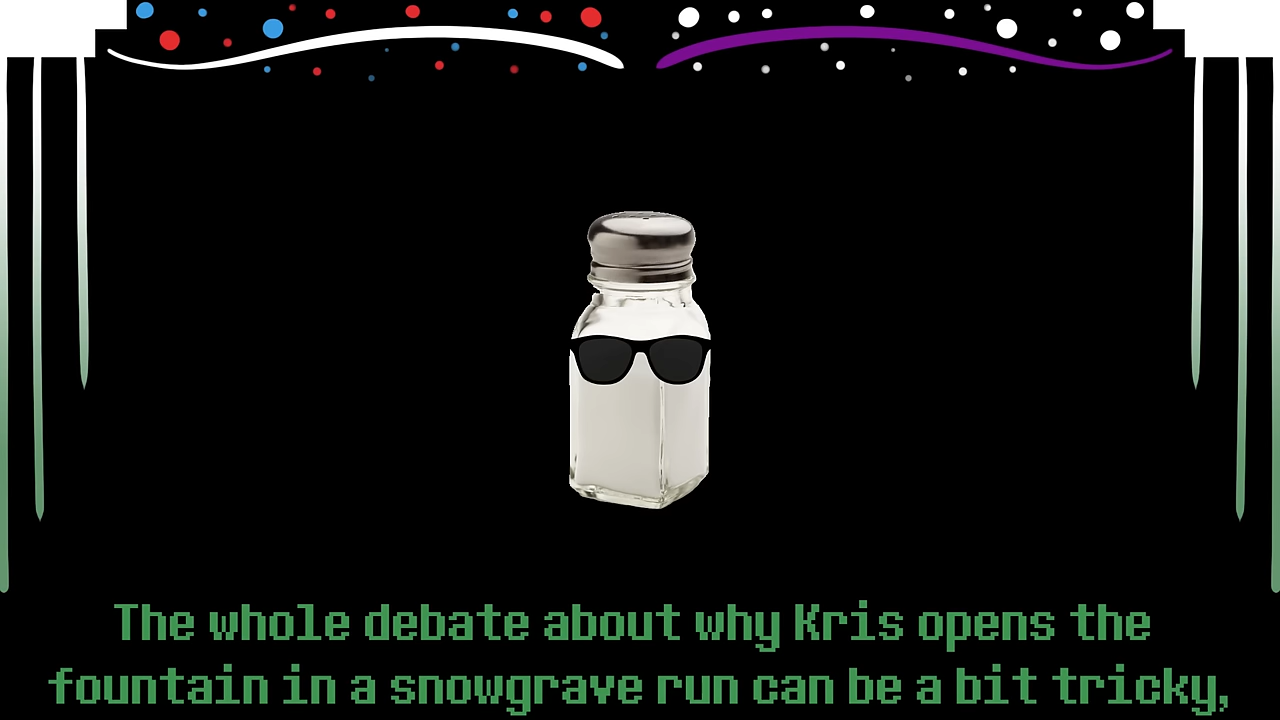 The whole debate about why Kris opens the
fountain in a snowgrave run can be a bit tricky,